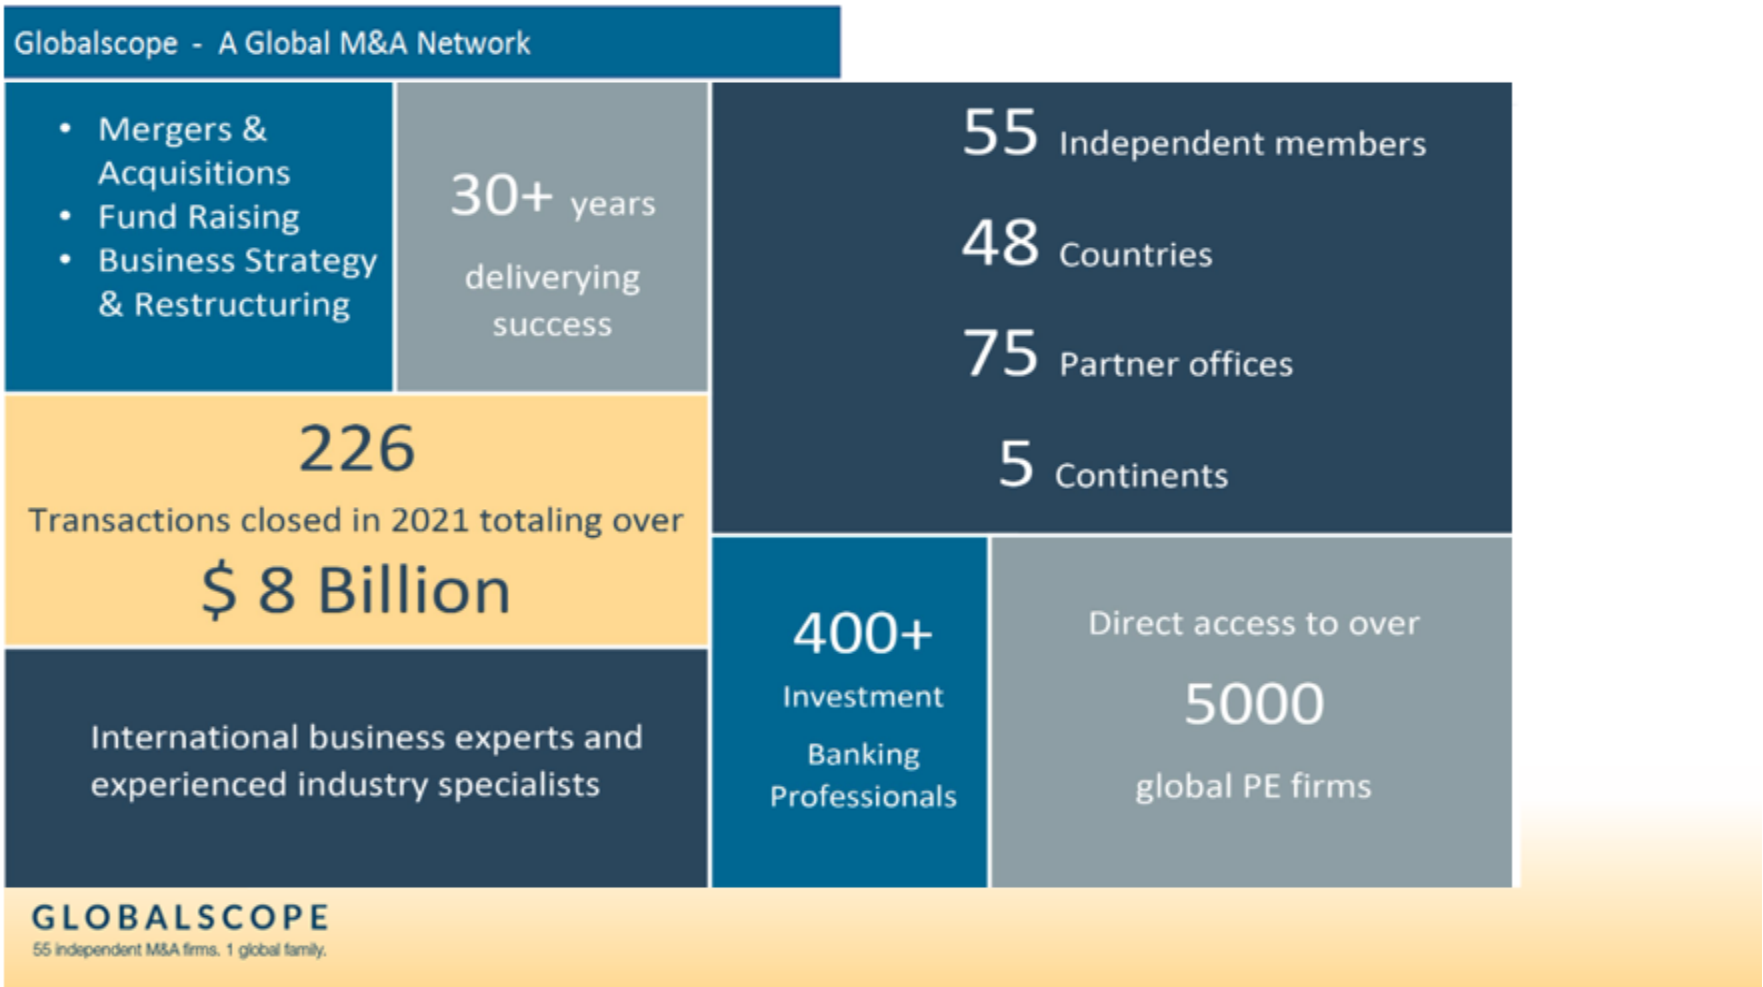 Globalscope - A Global M&A Network
• Mergers &
Acquisitions
• Fund Raising
• Business Strategy
& Restructuring
30+ years
deliverying
success
55 Independent members
48 Countries
75 Partner offices
5 Continents
226
Transactions closed in 2021 totaling over
$ 8 Billion
International business experts and
experienced industry specialists
400+
Investment
Banking
Professionals
Direct access to over
5000
global PE firms
GLOBALSCOPE
55 independent M&A firms. 1 global family.